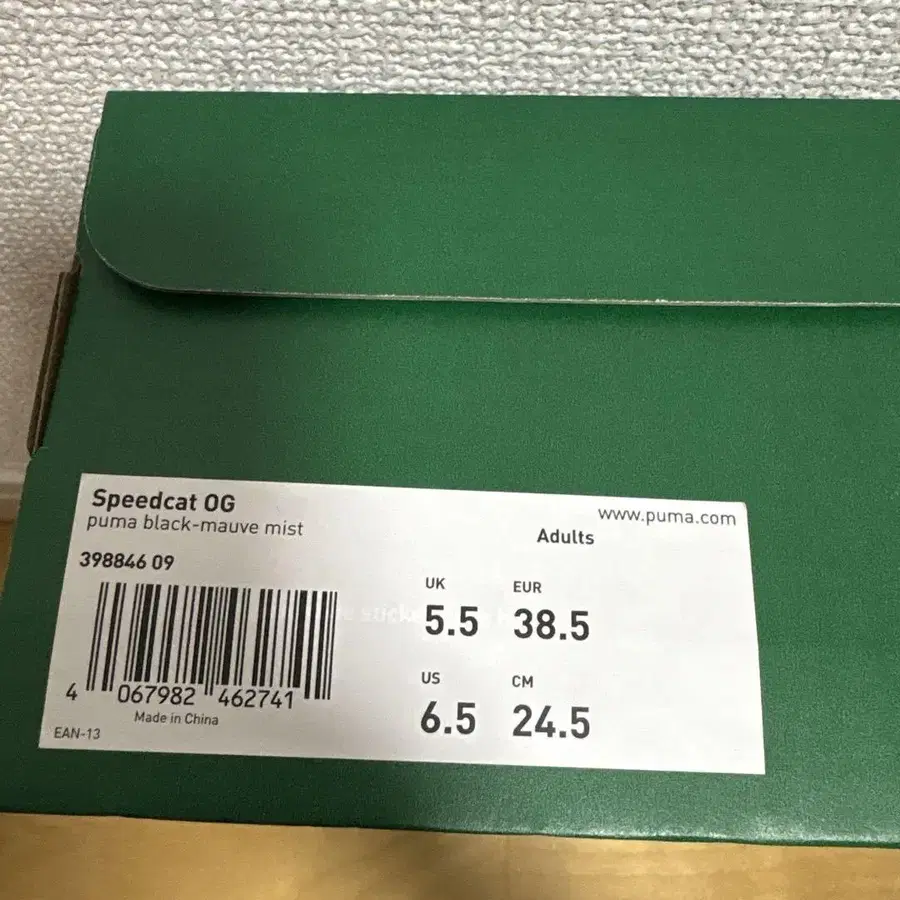 Speedcat OG
puma black-mauve mist
398846 09
4 067982 462741
Made in China
EAN-13
www.puma.com
Adults
UK EUR
5.5 38.5
US CM
6.5 24.5